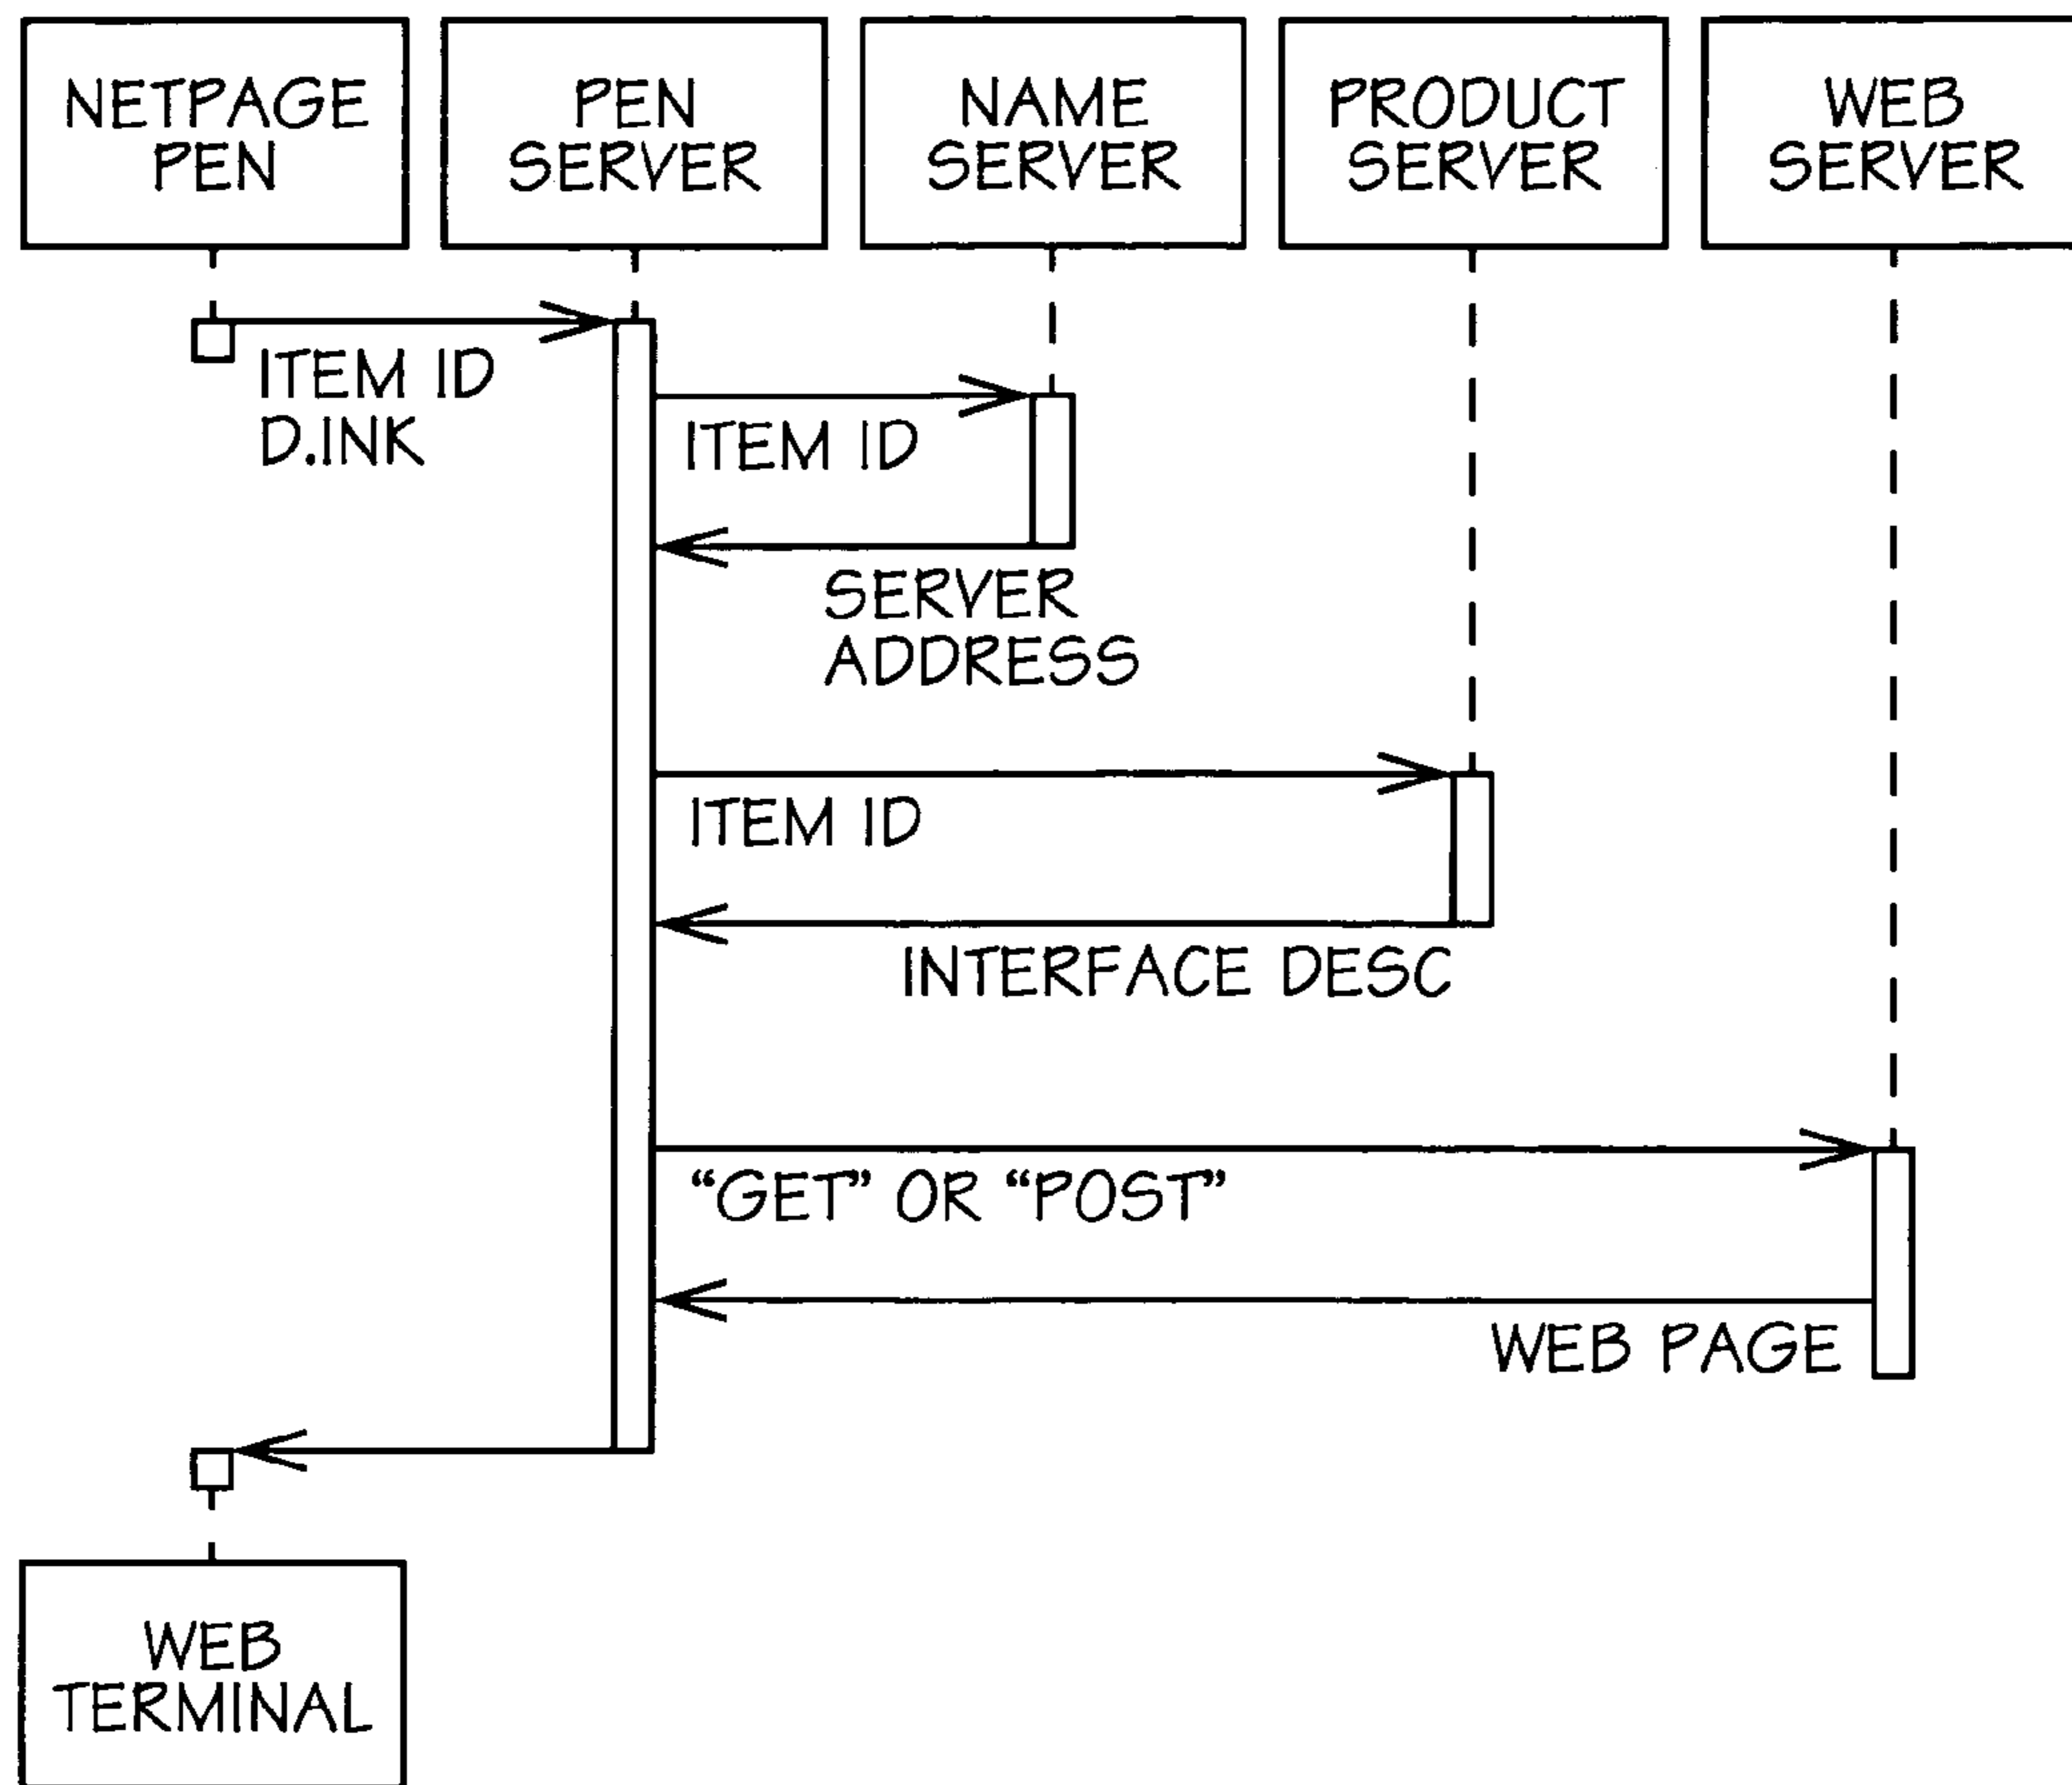 NETPAGE
PEN
PEN
SERVER
NAME
SERVER
PRODUCT
SERVER
WEB
SERVER
ITEM ID
D.INK
ITEM ID
SERVER
ADDRESS
ITEM ID
INTERFACE DESC
“GET” OR “POST”
WEB PAGE
WEB
TERMINAL